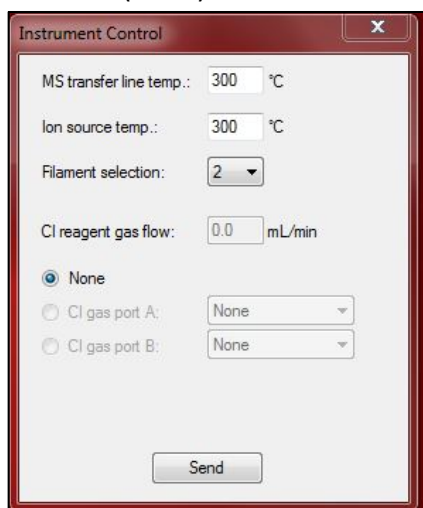 Instrument Control
x
MS transfer line temp.: 300 °C
Ion source temp.: 300 °C
Filament selection: 2
CI reagent gas flow: 0.0 mL/min
None
CI gas port A: None
CI gas port B: None
Send